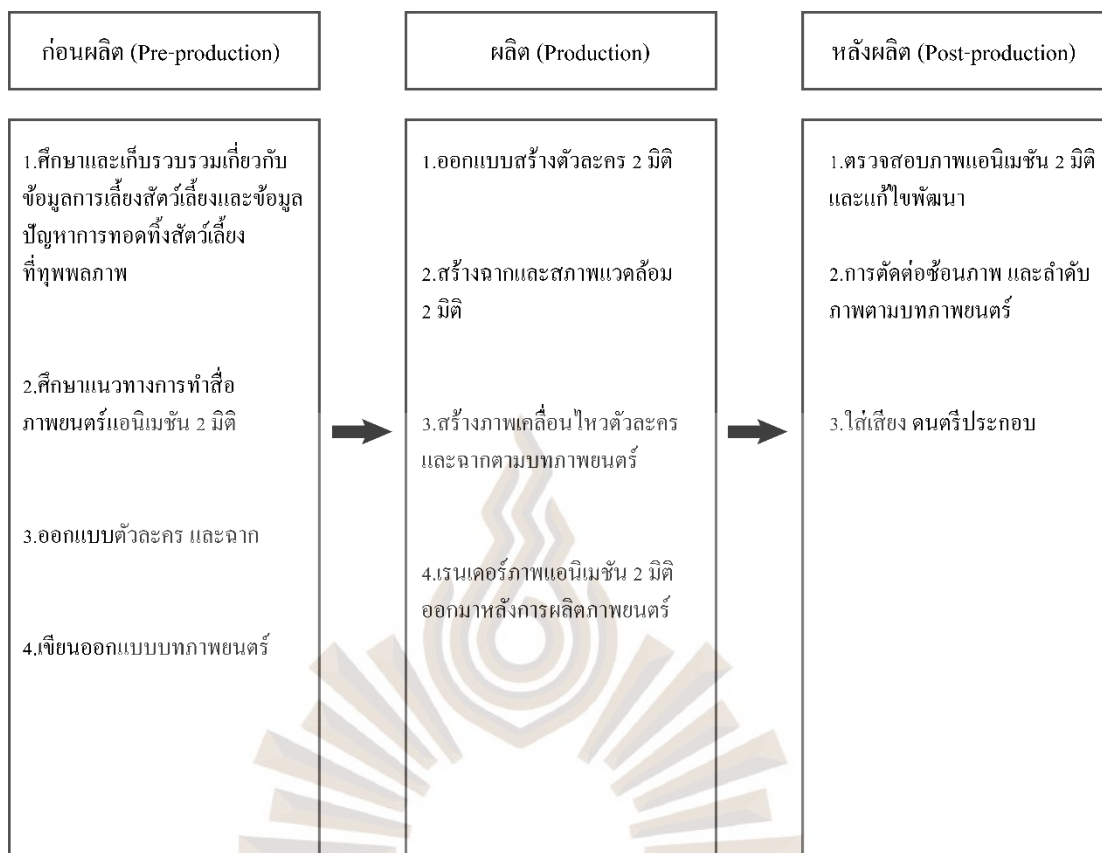 ก่อนผลิต (Pre-production)
1.ศึกษาและเก็บรวบรวมเกี่ยวกับ
ข้อมูลการเลี้ยงสัตว์เลี้ยงและข้อมูล
ปัญหาการทอดทิ้งสัตว์เลี้ยง
ที่ทุพพลภาพ
2.ศึกษาแนวทางการทำสื่อ
ภาพยนตร์แอนิเมชัน 2 มิติ
3.ออกแบบตัวละคร และฉาก
4.เขียนออกแบบบทภาพยนตร์
ผลิต (Production)
1.ออกแบบสร้างตัวละคร 2 มิติ
2.สร้างฉากและสภาพแวดล้อม
2 มิติ
3.สร้างภาพเคลื่อนไหวตัวละคร
และฉากตามบทภาพยนตร์
4.เรนเดอร์ภาพแอนิเมชัน 2 มิติ
ออกมาหลังการผลิตภาพยนตร์
หลังผลิต (Post-production)
1.ตรวจสอบภาพแอนิเมชัน 2 มิติ
และแก้ไขพัฒนา
2.การตัดต่อซ้อนภาพ และลำดับ
ภาพตามบทภาพยนตร์
3.ใส่เสียง ดนตรีประกอบ